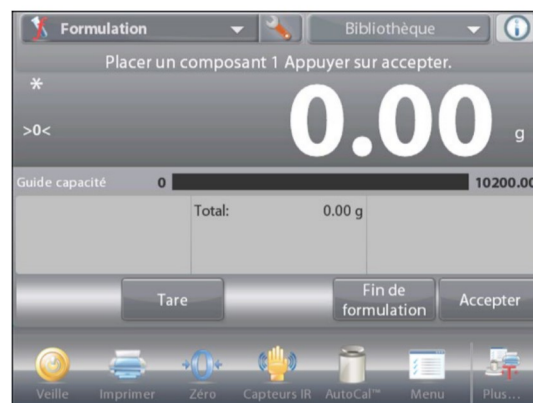 Formulation Bibliothèque
Placer un composant 1 Appuyer sur accepter.
*
>0< 0.00 g
Guide capacité 0 10200.00
Total: 0.00 g
Tare Fin de formulation Accepter
Veille Imprimer Zéro Capteurs IR AutoCal™ Menu Plus...